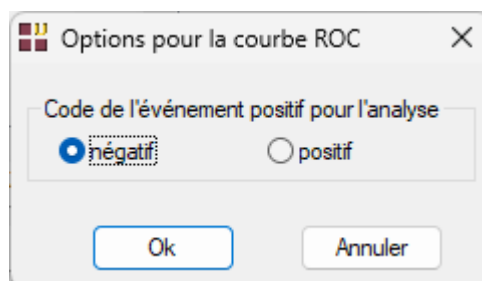 Options pour la courbe ROC
Code de l'événement positif pour l'analyse
négatif positif
Ok Annuler